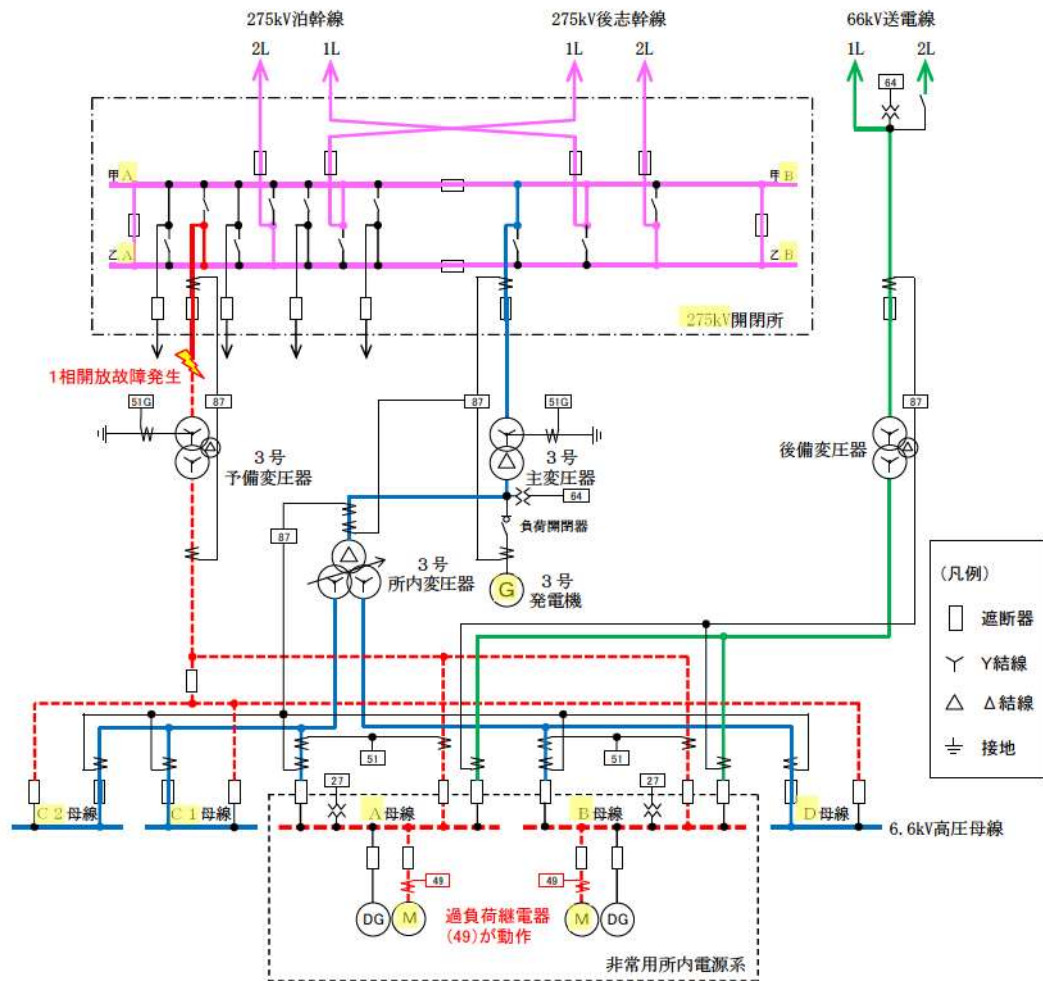 275kV泊幹線 275kV後志幹線 66kV送電線
2L 1L 1L 2L 1L 2L
64
甲A 甲B
乙A 乙B
275kV開閉所
1相開放故障発生
51G 87 87 51G 87
3号
予備変圧器
3号
主変圧器
後備変圧器
64
負荷開閉器
87
3号
所内変圧器
G
3号
発電機
(凡例)
遮断器
Y結線
Δ結線
接地
51 51
27 27
C2母線 C1母線 A母線 B母線 D母線
6.6kV高圧母線
49 49
DG M M DG
過負荷継電器
(49)が動作
非常用所内電源系